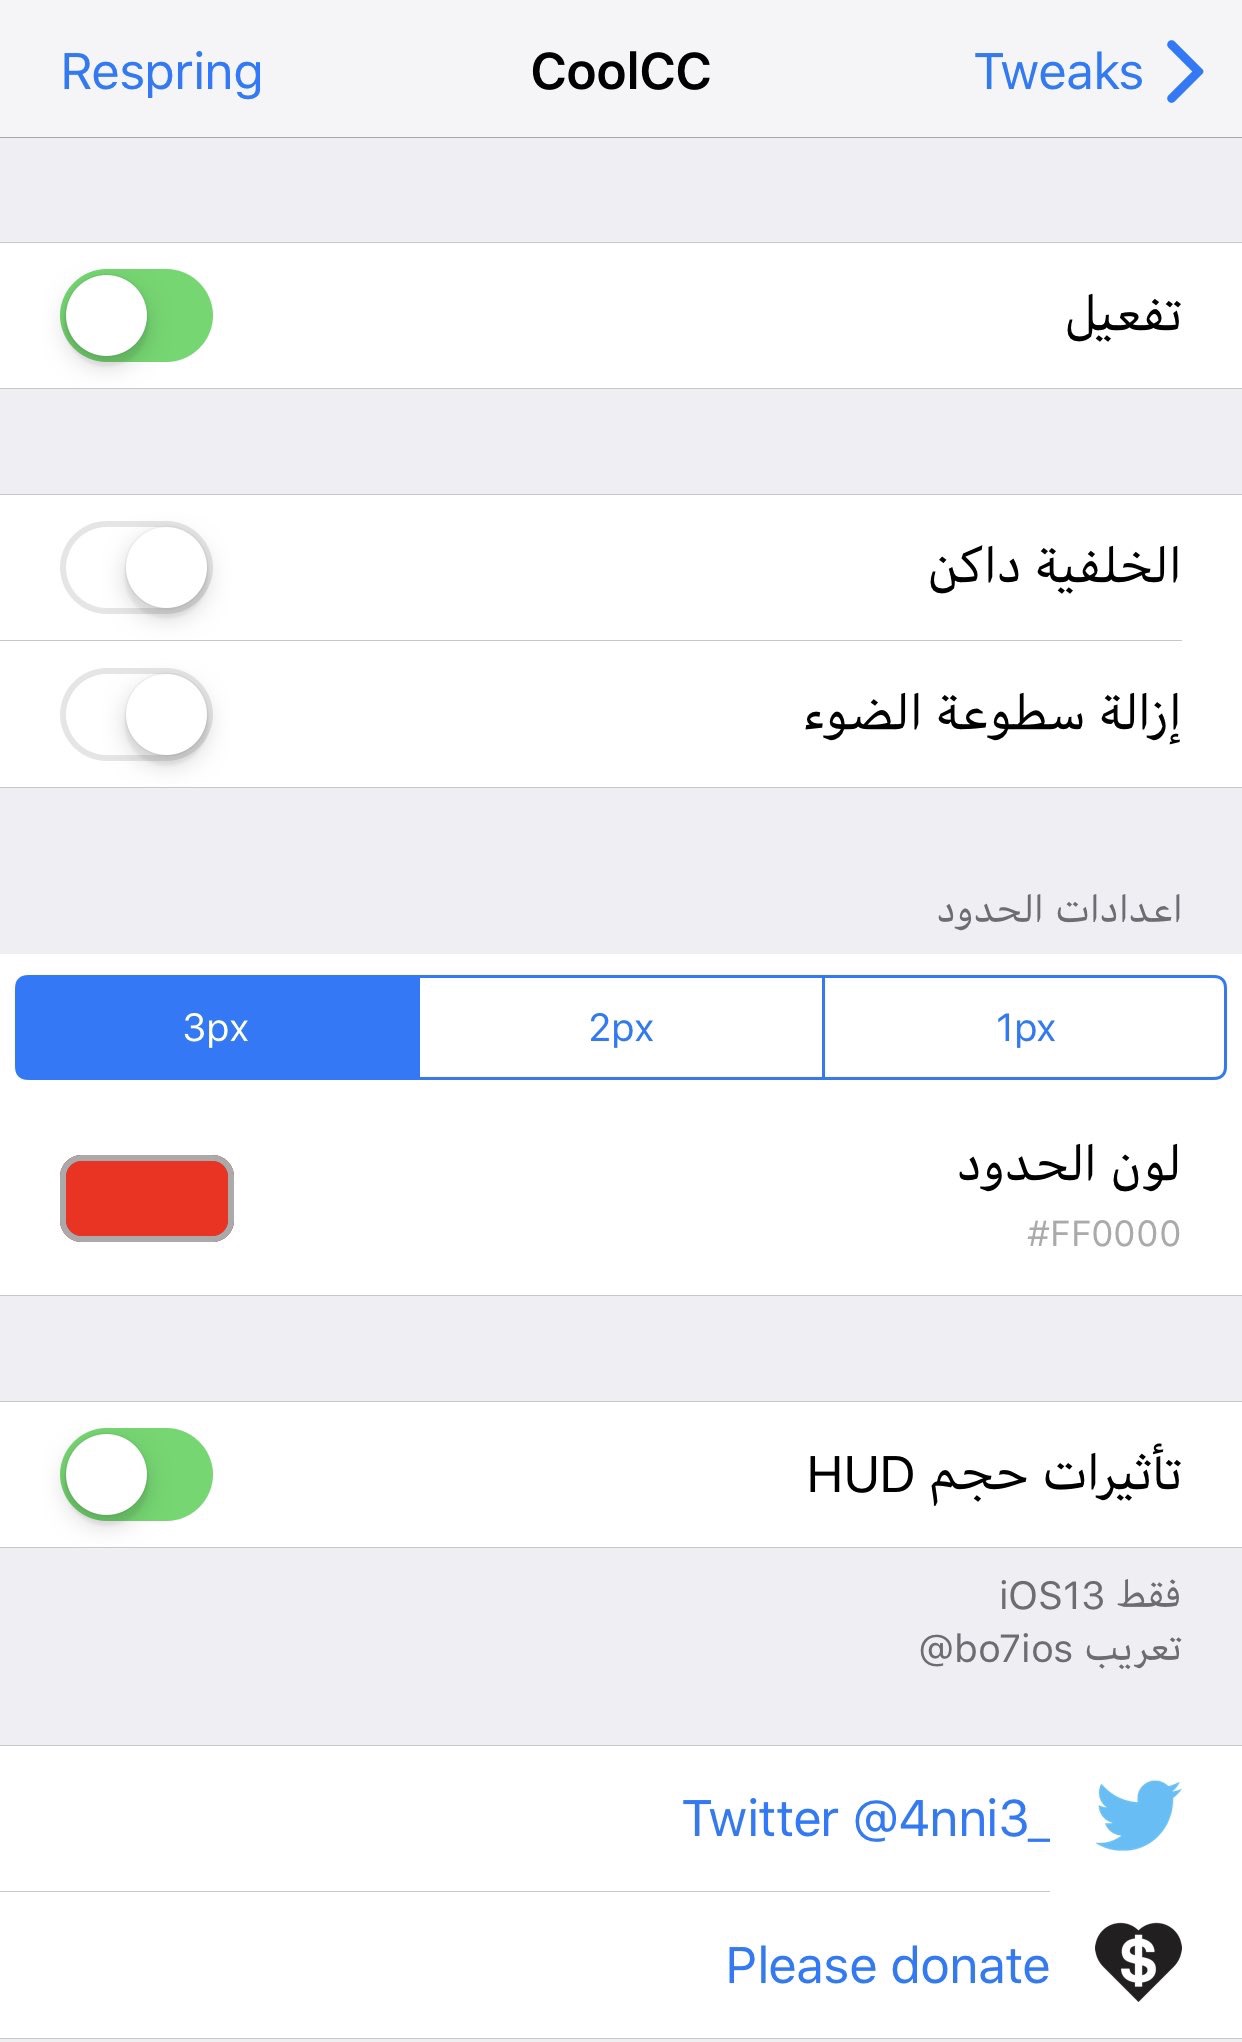 Respring
CoolCC
Tweaks
تفعيل
الخلفية داكن
إزالة سطوعة الضوء
اعدادات الحدود
1px
2px
3px
لون الحدود
#FF0000
تأثيرات حجم HUD
فقط iOS13
تعريب bo7ios@
Twitter @4nni3_
Please donate